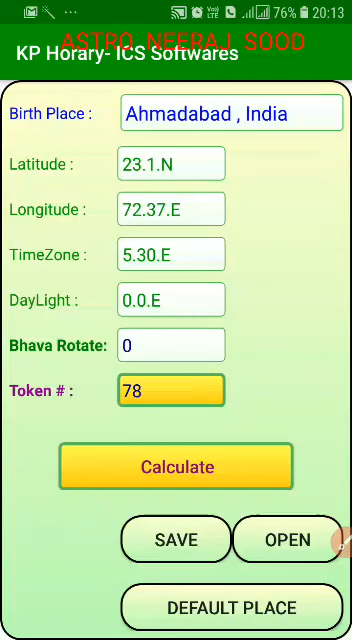 76% 20:13
ASTRO NEERAJ SOOD
KP Horary- ICS Softwares
Birth Place : Ahmadabad , India
Latitude : 23.1.N
Longitude : 72.37.E
TimeZone : 5.30.E
DayLight : 0.0.E
Bhava Rotate: 0
Token # : 78
Calculate
SAVE OPEN
DEFAULT PLACE